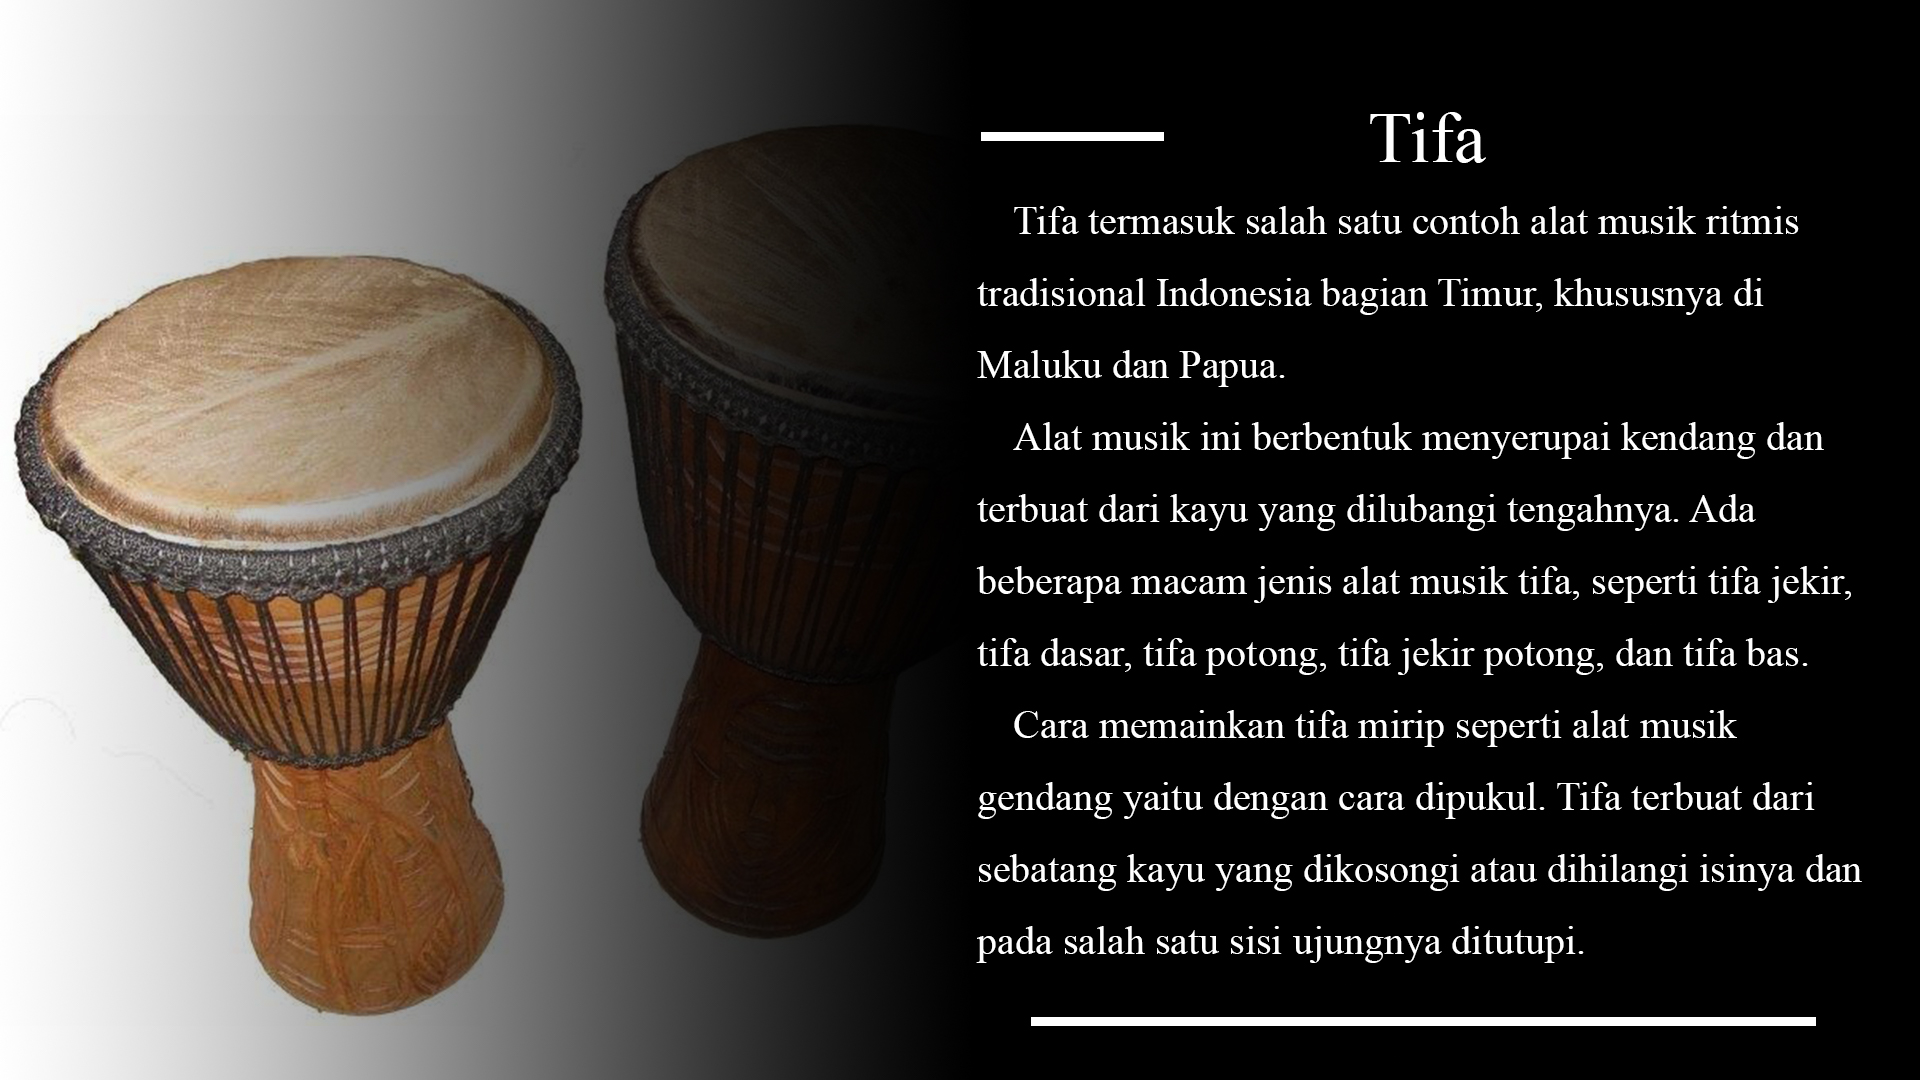 Tifa
Tifa termasuk salah satu contoh alat musik ritmis
tradisional Indonesia bagian Timur, khususnya di
Maluku dan Papua.
Alat musik ini berbentuk menyerupai kendang dan
terbuat dari kayu yang dilubangi tengahnya. Ada
beberapa macam jenis alat musik tifa, seperti tifa jekir,
tifa dasar, tifa potong, tifa jekir potong, dan tifa bas.
Cara memainkan tifa mirip seperti alat musik
gendang yaitu dengan cara dipukul. Tifa terbuat dari
sebatang kayu yang dikosongi atau dihilangi isinya dan
pada salah satu sisi ujungnya ditutupi.